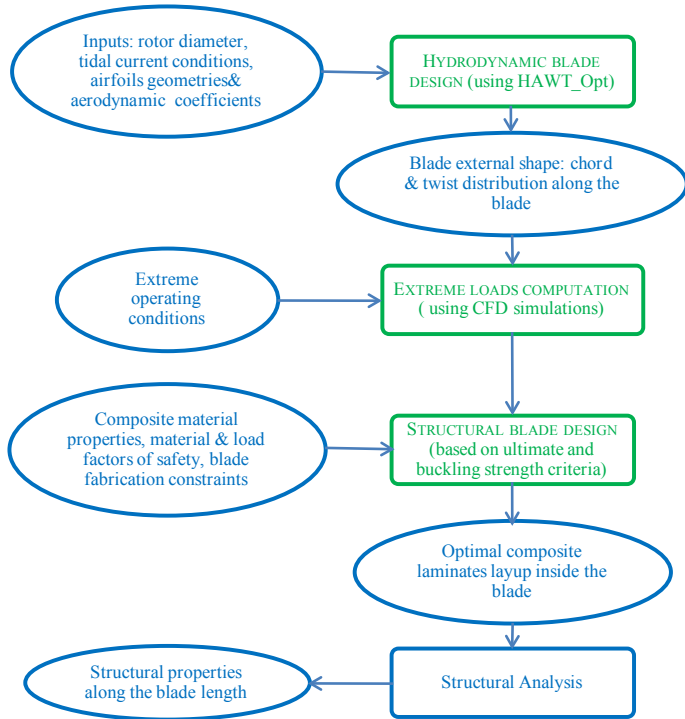 Inputs: rotor diameter,
tidal current conditions,
airfoils geometries&
aerodynamic coefficients
HYDRODYNAMIC BLADE
DESIGN (using HAWT_Opt)
Blade external shape: chord
& twist distribution along the
blade
Extreme
operating
conditions
EXTREME LOADS COMPUTATION
( using CFD simulations)
Composite material
properties, material & load
factors of safety, blade
fabrication constraints
STRUCTURAL BLADE DESIGN
(based on ultimate and
buckling strength criteria)
Optimal composite
laminates layup inside the
blade
Structural Analysis
Structural properties
along the blade length